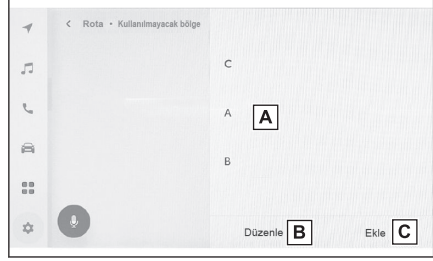 Rota • Kullanılmayacak bölge
C
A A
B
Düzenle B Ekle C